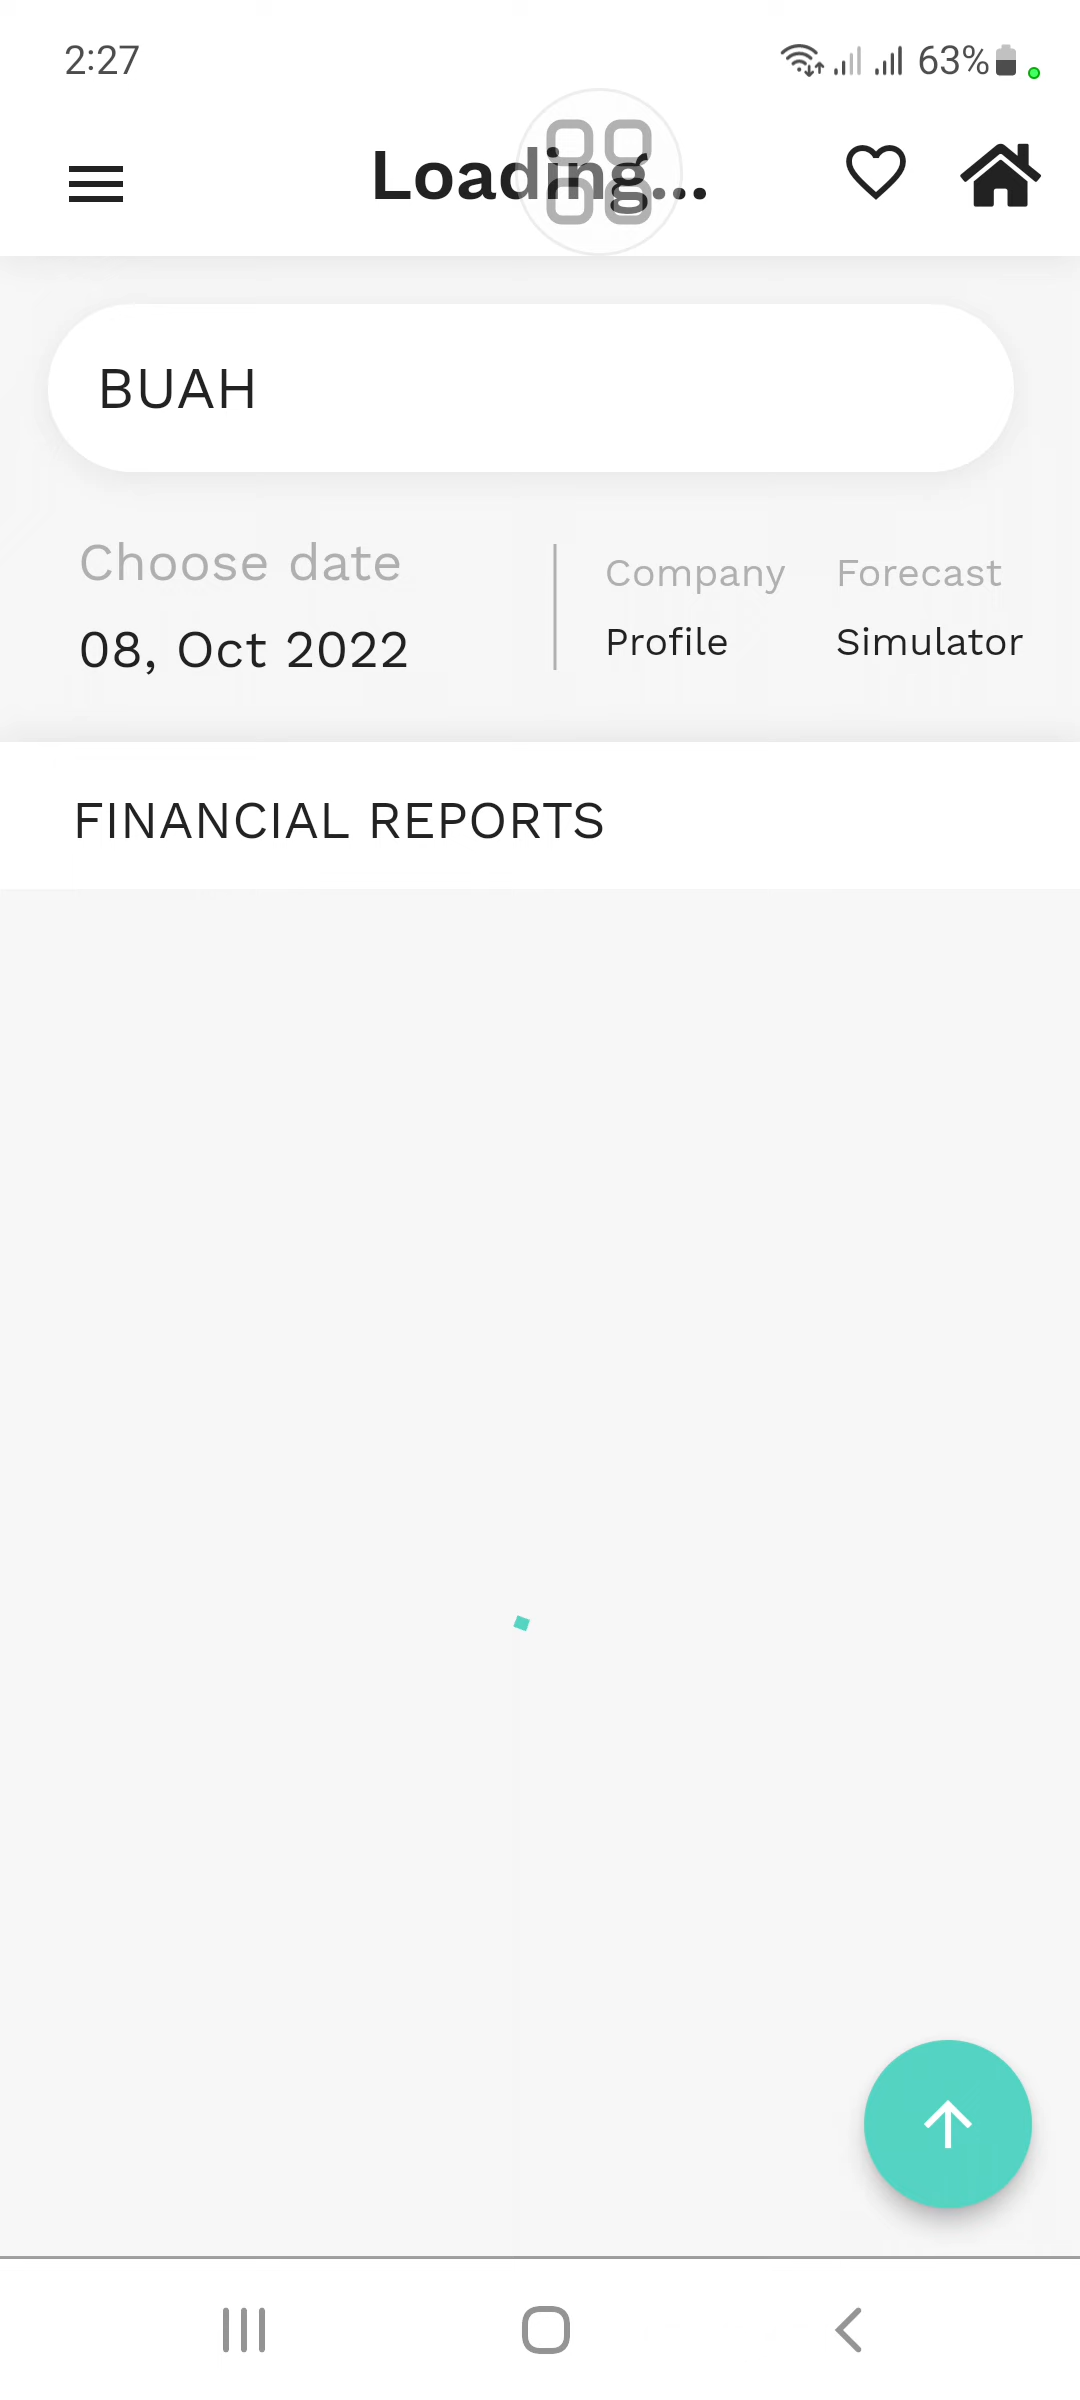 2:27
63%
Loading...
BUAH
Choose date
08, Oct 2022
Company
Profile
Forecast
Simulator
FINANCIAL REPORTS